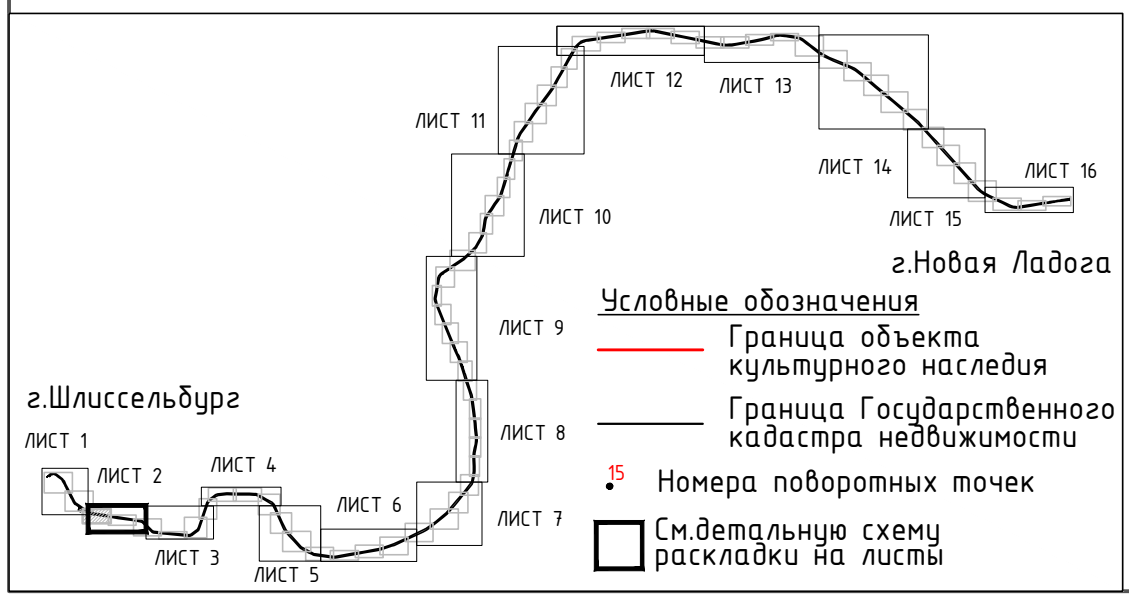 ЛИСТ 12
ЛИСТ 13
ЛИСТ 11
ЛИСТ 14
ЛИСТ 16
ЛИСТ 10
ЛИСТ 15
г.Новая Ладога
Условные обозначения
ЛИСТ 9
Граница объекта
культурного наследия
г.Шлиссельбург
Граница Государственного
кадастра недвижимости
ЛИСТ 8
ЛИСТ 1
ЛИСТ 2
ЛИСТ 4
15
Номера поворотных точек
ЛИСТ 6
ЛИСТ 7
См.детальную схему
раскладки на листы
ЛИСТ 3
ЛИСТ 5